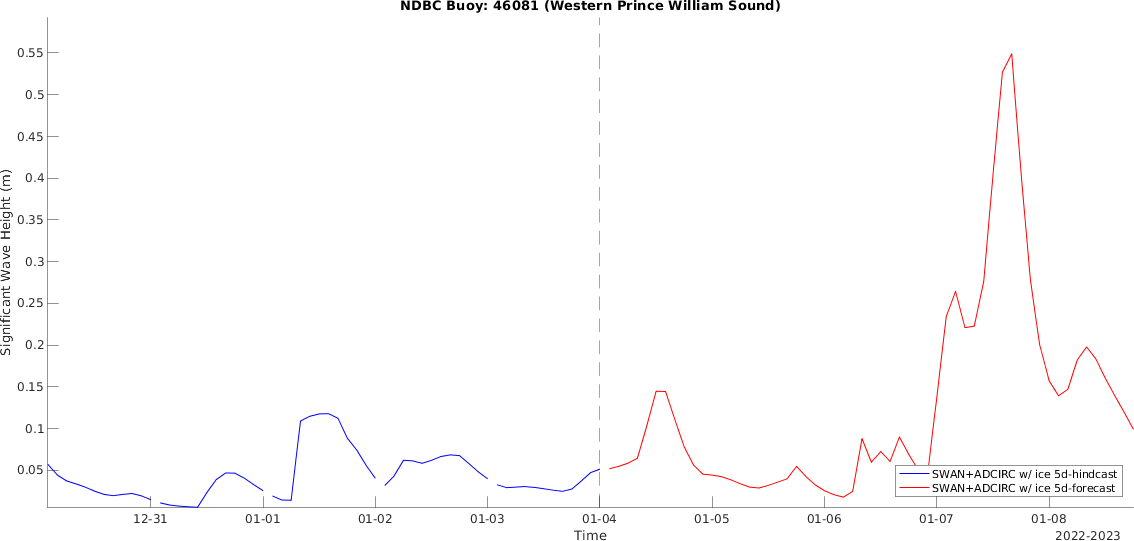 NDBC Buoy: 46081 (Western Prince William Sound)
0.55
0.5
0.45
0.4
0.35
0.3
0.25
0.2
0.15
0.1
0.05
Significant Wave Height (m)
SWAN+ADCIRC w/ ice 5d-hindcast
SWAN+ADCIRC w/ ice 5d-forecast
12-31 01-01 01-02 01-03 01-04 01-05 01-06 01-07 01-08
Time
2022-2023